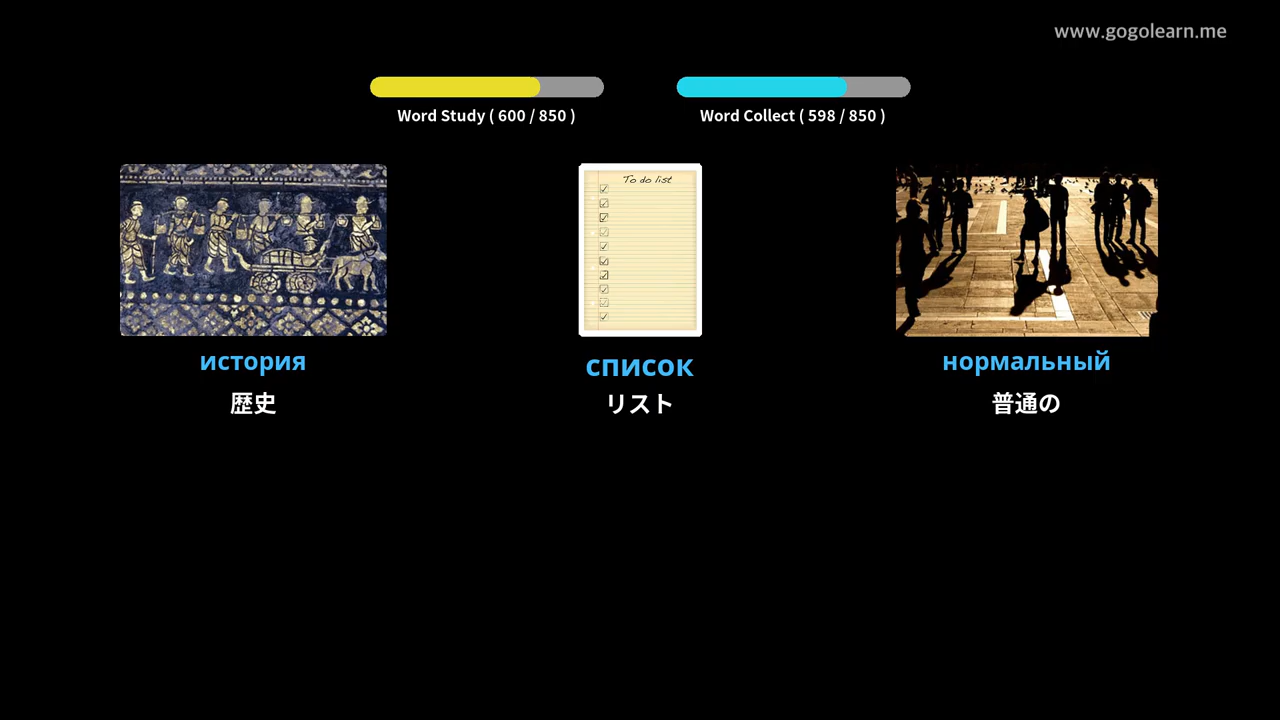 www.gogolearn.me
Word Study ( 600 / 850 )
Word Collect ( 598 / 850 )
To do list
история
список
нормальный
歴史
リスト
普通の